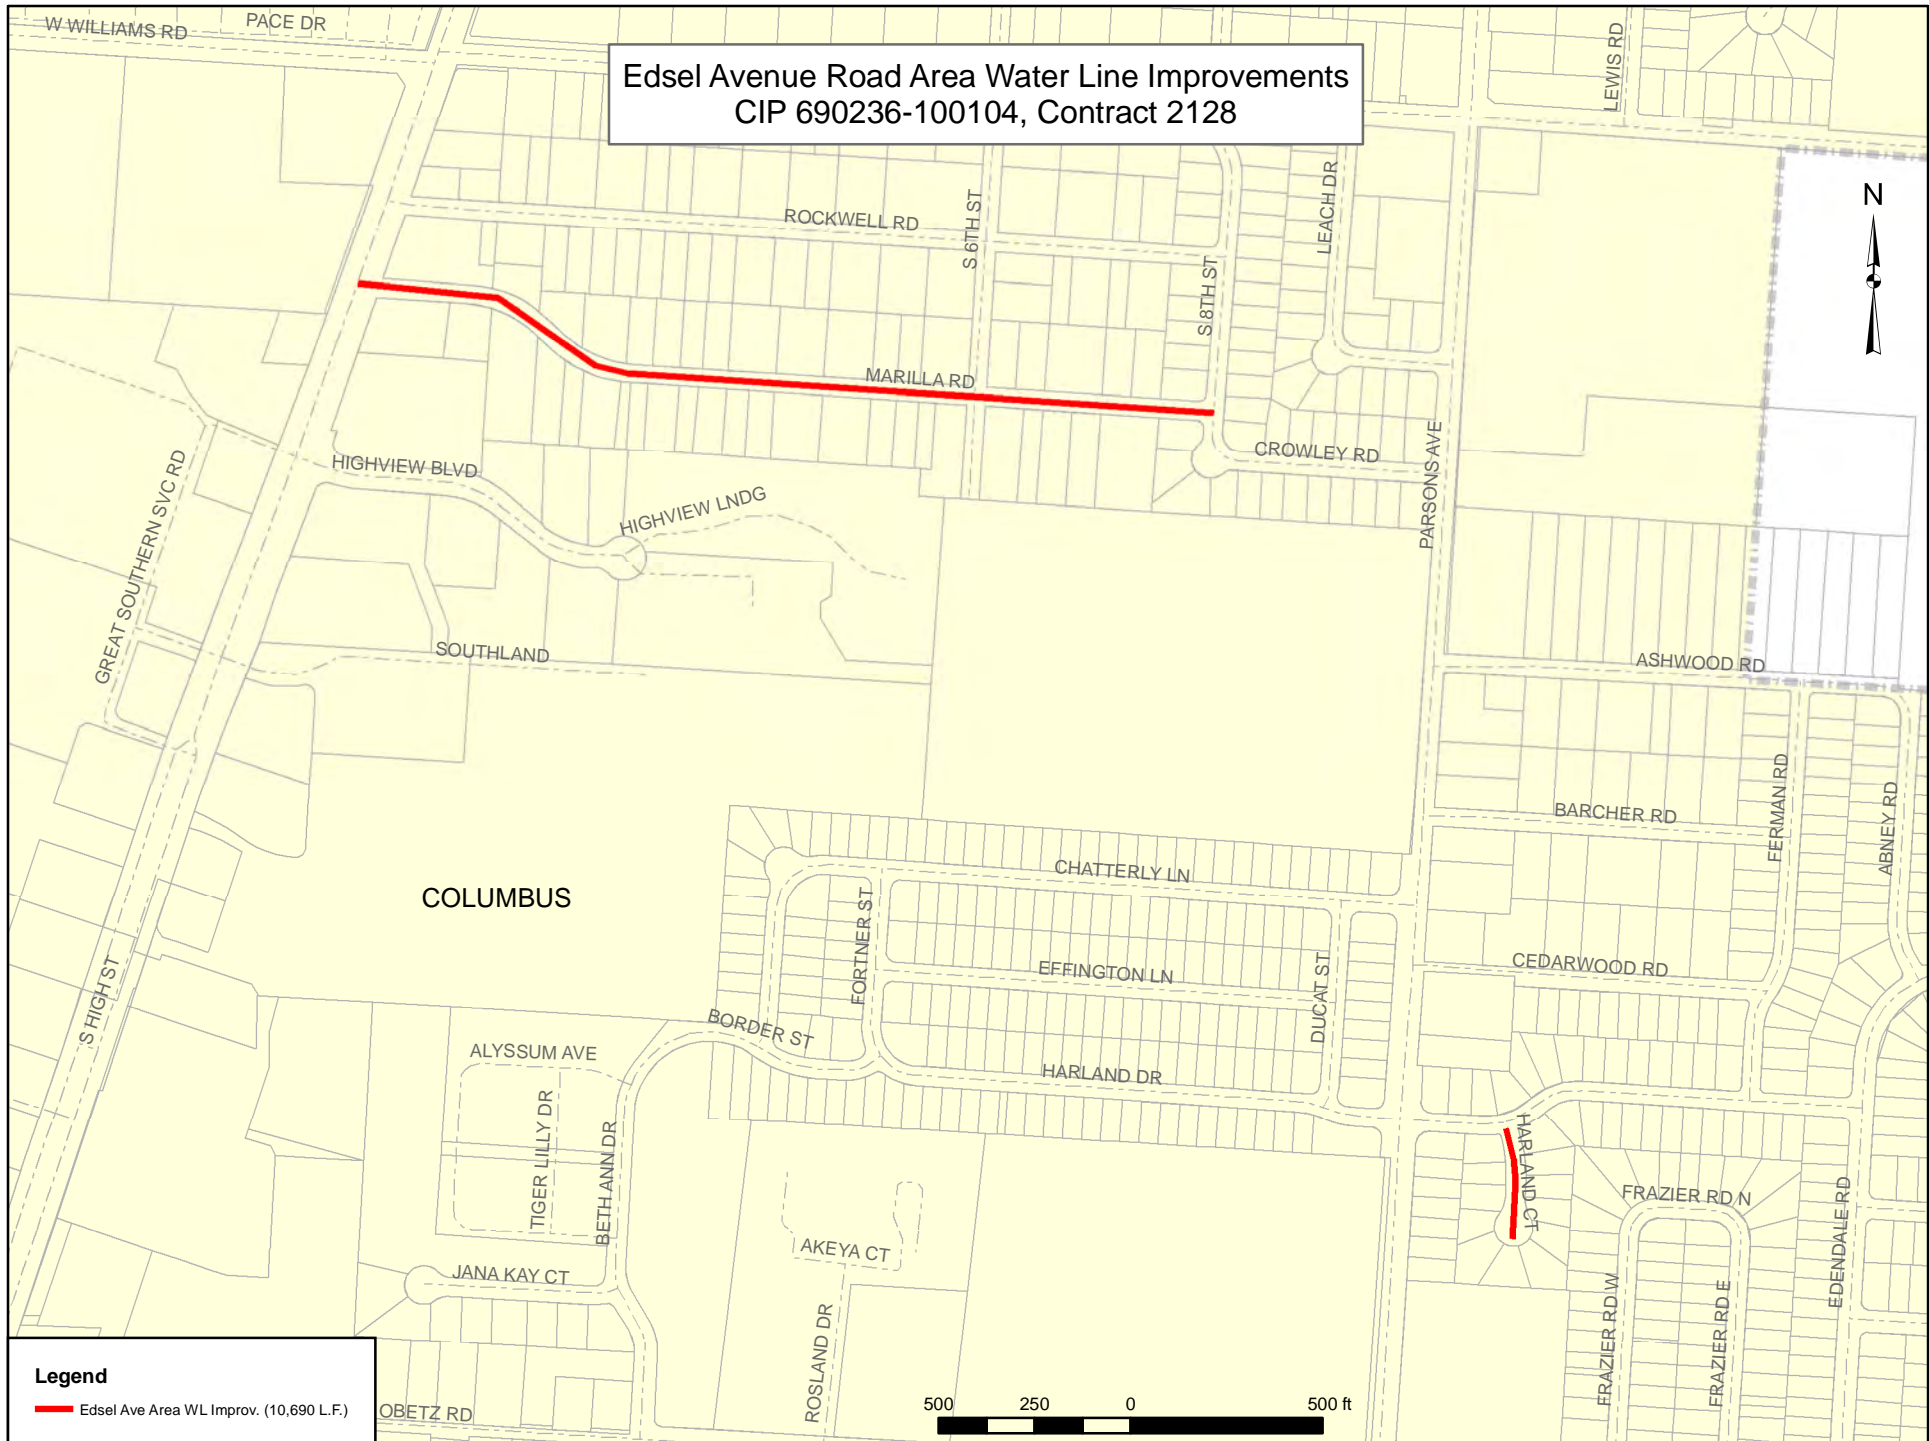 W WILLIAMS RD
PACE DR
LEWIS RD
Edsel Avenue Road Area Water Line Improvements
CIP 690236-100104, Contract 2128
N
ROCKWELL RD
S 6TH ST
S 8TH ST
LEACH DR
MARILLA RD
CROWLEY RD
PARSONS AVE
HIGHVIEW BLVD
HIGHVIEW LNDG
GREAT SOUTHERN SVC RD
SOUTHLAND
ASHWOOD RD
BARCHER RD
FERMAN RD
ABNEY RD
CHATTERLY LN
COLUMBUS
FORTNER ST
EFFINGTON LN
DUCAT ST
CEDARWOOD RD
S HIGH ST
BORDER ST
ALYSSUM AVE
HARLAND DR
TIGER LILLY DR
BETH ANN DR
HARLAND CT
FRAZIER RD N
EDENDALE RD
AKEYA CT
JANA KAY CT
ROSLAND DR
FRAZIER RD W
FRAZIER RD E
Legend
Edsel Ave Area WL Improv. (10,690 L.F.)
OBETZ RD
500 250 0 500 ft